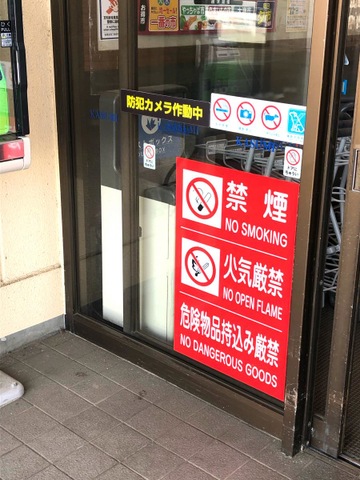 防犯カメラ作動中
禁煙
NO SMOKING
火気厳禁
NO OPEN FLAME
危険物品持込み厳禁
NO DANGEROUS GOODS